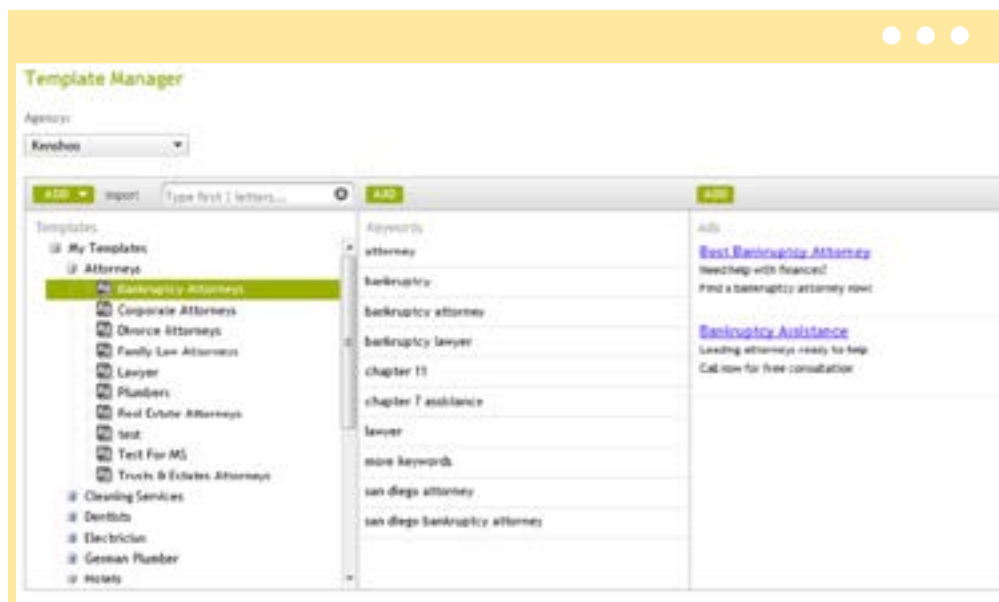 Template Manager
Agency:
Kenshoo
ADD Import Type first 3 letters... ADD ADD
Templates
My Templates
Attorneys
Bankruptcy Attorneys
Corporate Attorneys
Divorce Attorneys
Family Law Attorneys
Lawyer
Plumbers
Real Estate Attorneys
test
Test For MS
Trusts & Estates Attorneys
Cleaning Services
Dentists
Electrician
German Plumber
Hotels
Keywords
attorney
bankruptcy
bankruptcy attorney
bankruptcy lawyer
chapter 11
chapter 7 assistance
lawyer
more keywords
san diego attorney
san diego bankruptcy attorney
Ads
Best Bankruptcy Attorney
Need help with finances?
Find a bankruptcy attorney now!
Bankruptcy Assistance
Leading attorneys ready to help
Call now for free consultation